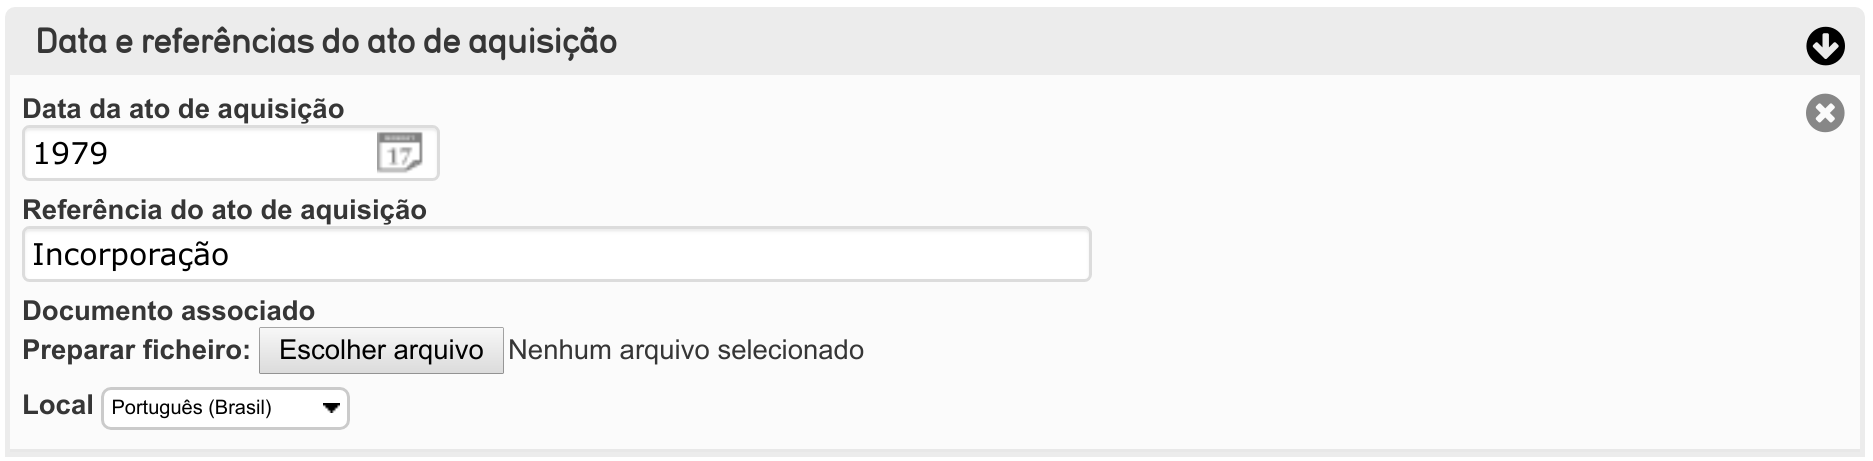 Data e referências do ato de aquisição
Data da ato de aquisição
1979
17
Referência do ato de aquisição
Incorporação
Documento associado
Preparar ficheiro: Escolher arquivo Nenhum arquivo selecionado
Local Português (Brasil)